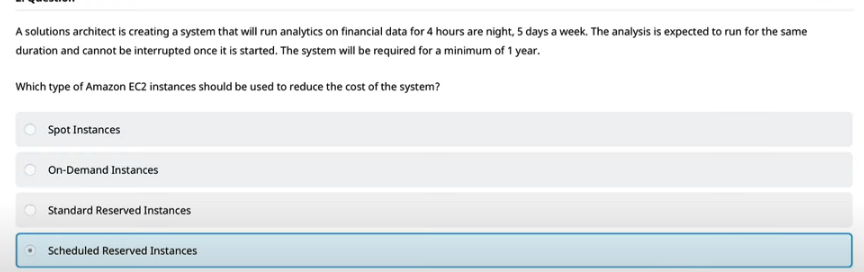 2. Question
A solutions architect is creating a system that will run analytics on financial data for 4 hours are night, 5 days a week. The analysis is expected to run for the same
duration and cannot be interrupted once it is started. The system will be required for a minimum of 1 year.
Which type of Amazon EC2 instances should be used to reduce the cost of the system?
Spot Instances
On-Demand Instances
Standard Reserved Instances
Scheduled Reserved Instances